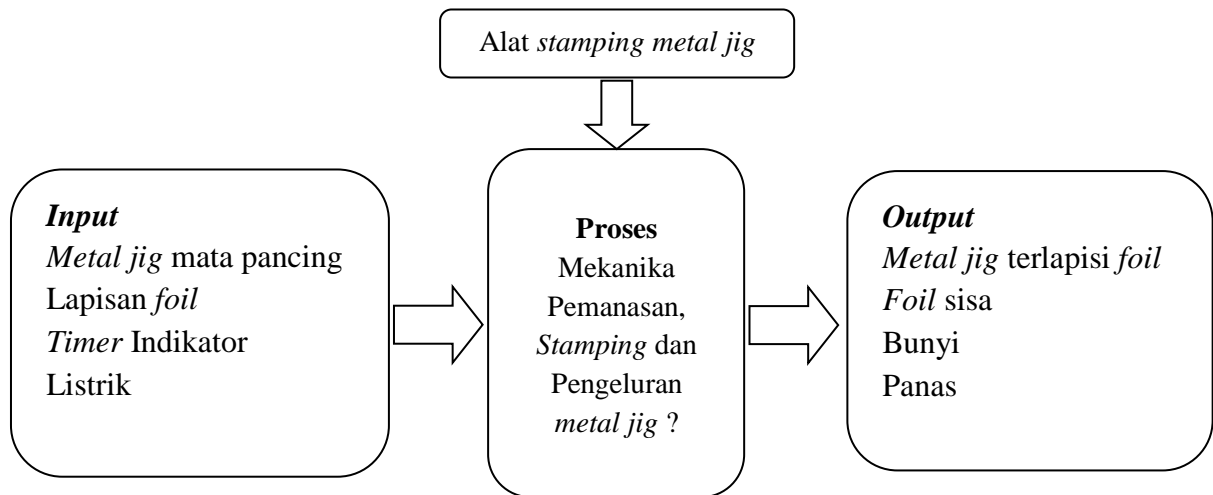 Alat stamping metal jig
Input
Metal jig mata pancing
Lapisan foil
Timer Indikator
Listrik
Proses
Mekanika
Pemanasan,
Stamping dan
Pengeluran
metal jig ?
Output
Metal jig terlapisi foil
Foil sisa
Bunyi
Panas